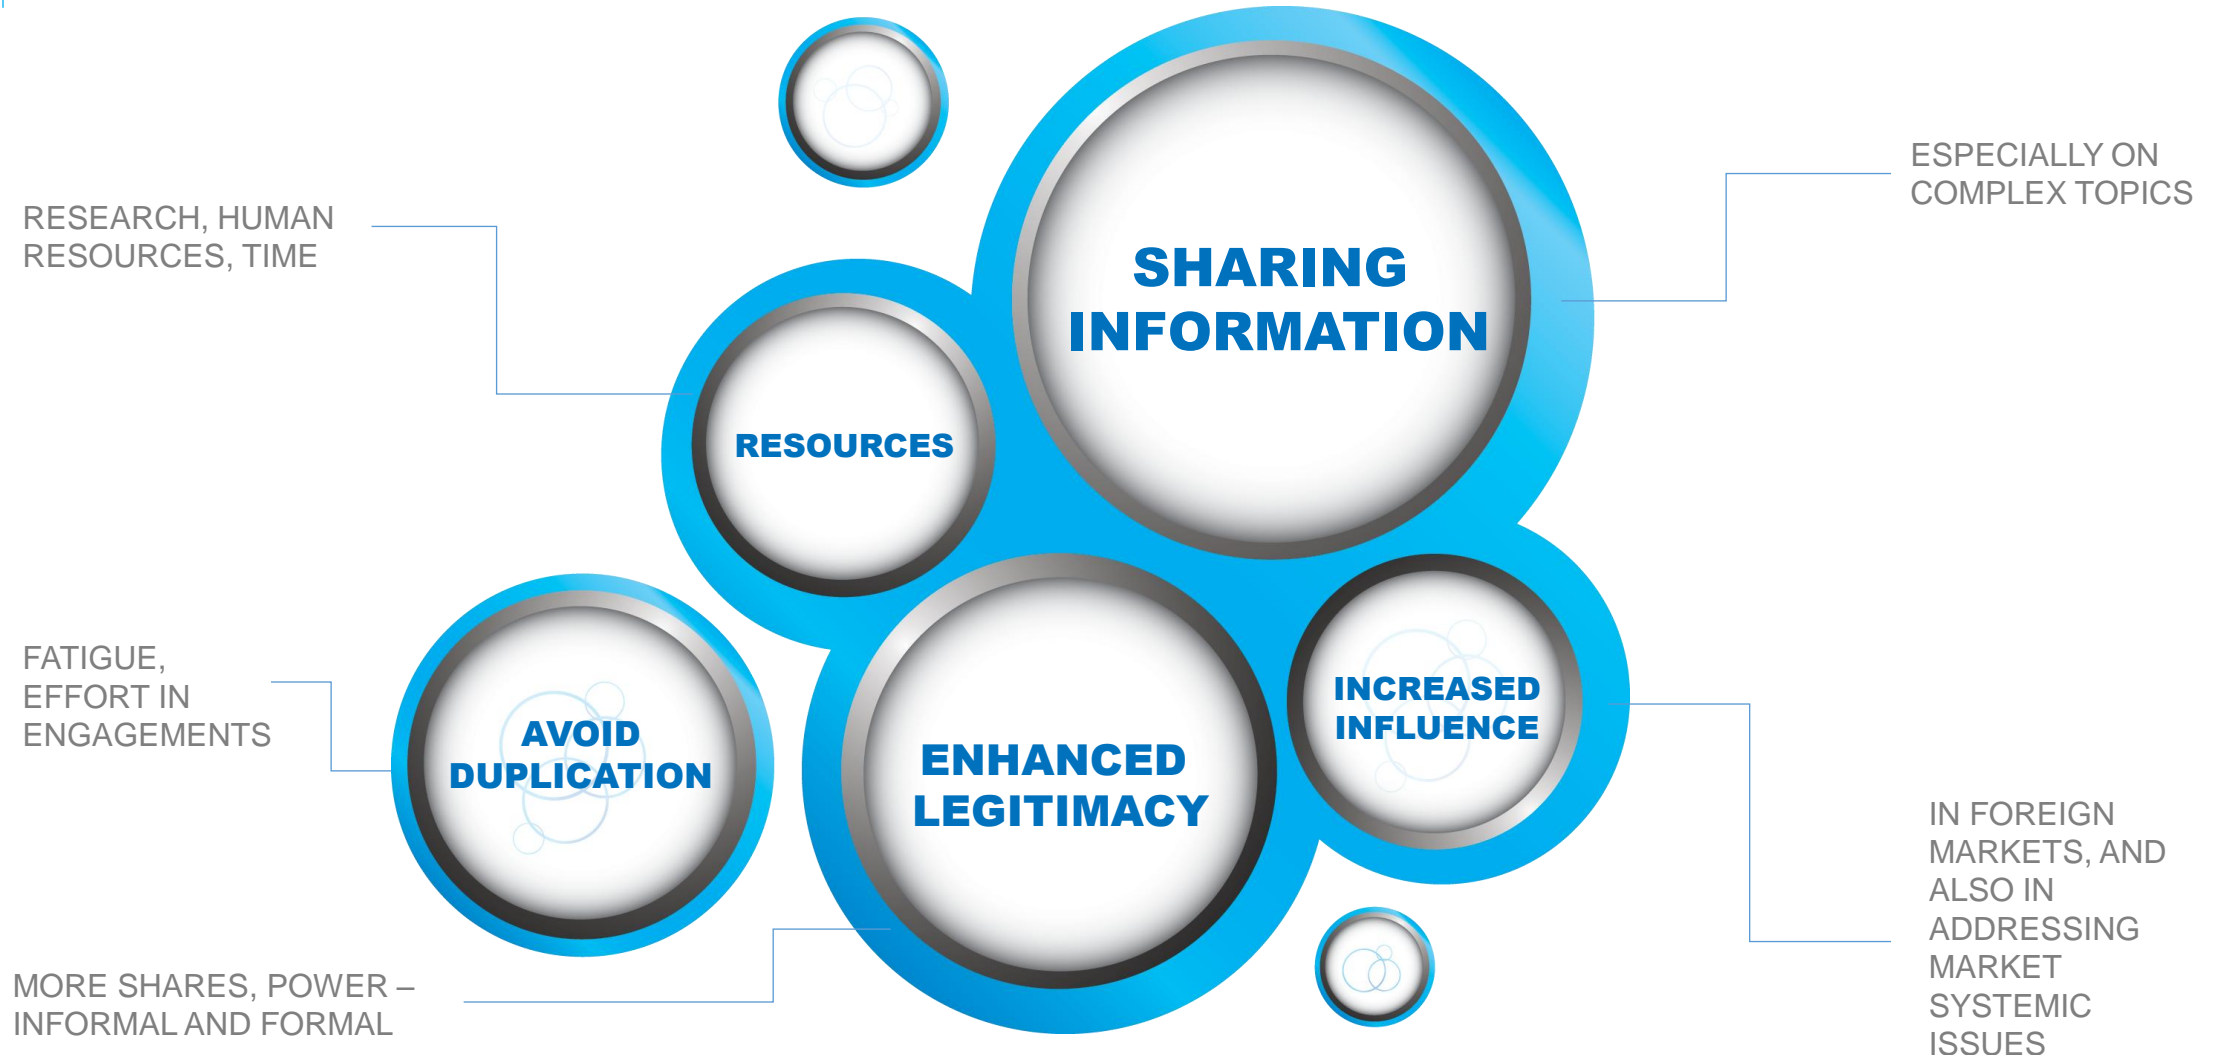 ESPECIALLY ON
COMPLEX TOPICS
RESEARCH, HUMAN
RESOURCES, TIME
SHARING
INFORMATION
RESOURCES
FATIGUE,
EFFORT IN
ENGAGEMENTS
AVOID
DUPLICATION
ENHANCED
LEGITIMACY
INCREASED
INFLUENCE
IN FOREIGN
MARKETS, AND
ALSO IN
ADDRESSING
MARKET
SYSTEMIC
ISSUES
MORE SHARES, POWER –
INFORMAL AND FORMAL